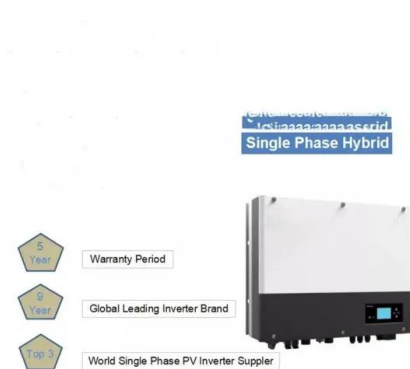 Single Phase Hybrid
5
Year
Warranty Period
9
Year
Global Leading Inverter Brand
Top 3
World Single Phase PV Inverter Suppler